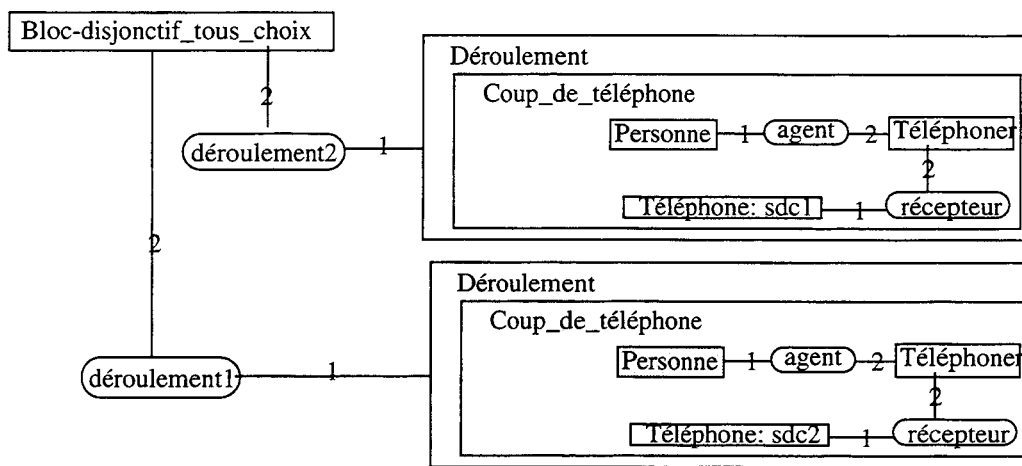 Bloc-disjonctif_tous_choix
2
déroulement2
1
Déroulement
Coup_de_téléphone
Personne 1 agent 2 Téléphoner
2
Téléphone: sdc1 1 récepteur
2
déroulement1
1
Déroulement
Coup_de_téléphone
Personne 1 agent 2 Téléphoner
2
Téléphone: sdc2 1 récepteur